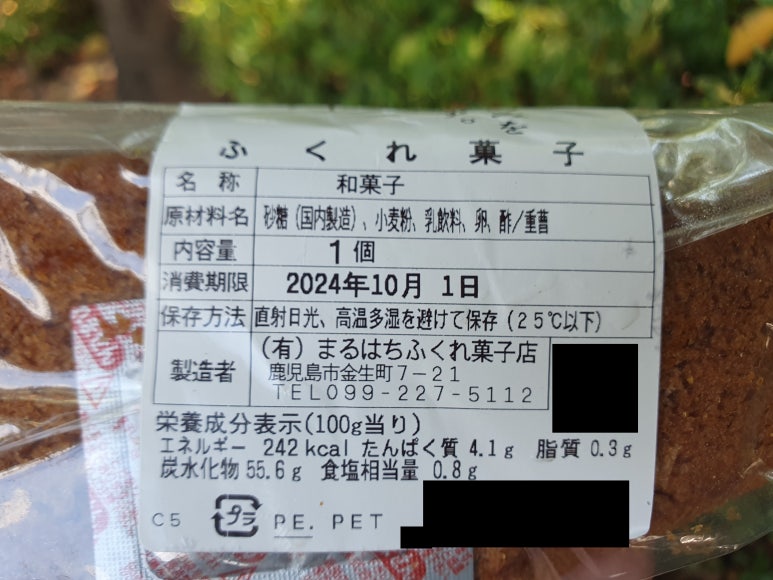 ふくれ菓子
名称 和菓子
原材料名 砂糖（国内製造）、小麦粉、乳飲料、卵、酢／重曹
内容量 1個
消費期限 2024年10月 1日
保存方法 直射日光、高温多湿を避けて保存（２５℃以下）
製造者 （有）まるはちふくれ菓子店
鹿児島市金生町７－２１
ＴＥＬ０９９－２２７－５１１２
栄養成分表示(100g当り)
エネルギー 242kcal たんぱく質 4.1g 脂質 0.3g
炭水化物 55.6g 食塩相当量 0.8g
C5 プラ PE. PET